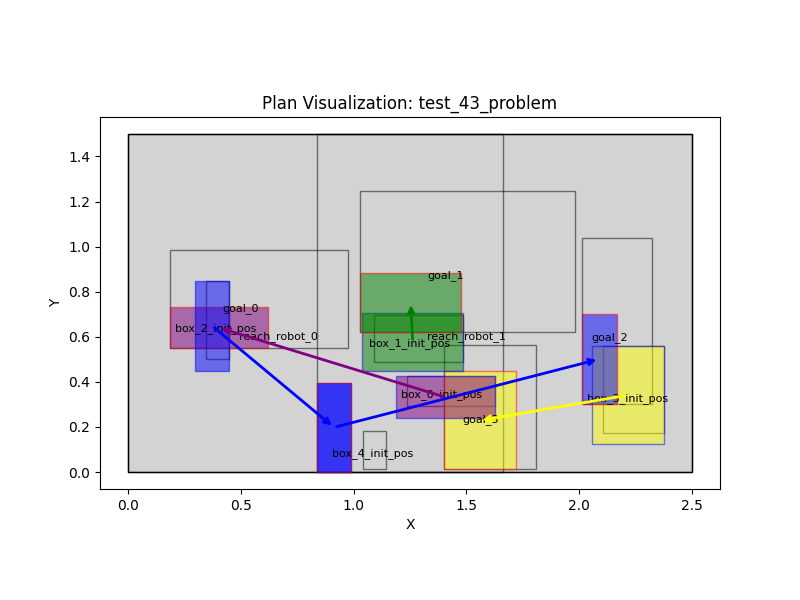 Plan Visualization: test_43_problem
1.4
1.2
1.0
0.8
0.6
0.4
0.2
0.0
Y
goal_1
goal_0
box_2_init_pos
reach_robot_0
reach_robot_1
box_1_init_pos
goal_2
box_0_init_pos
box_3_init_pos
goal_3
box_4_init_pos
0.0 0.5 1.0 1.5 2.0 2.5
X